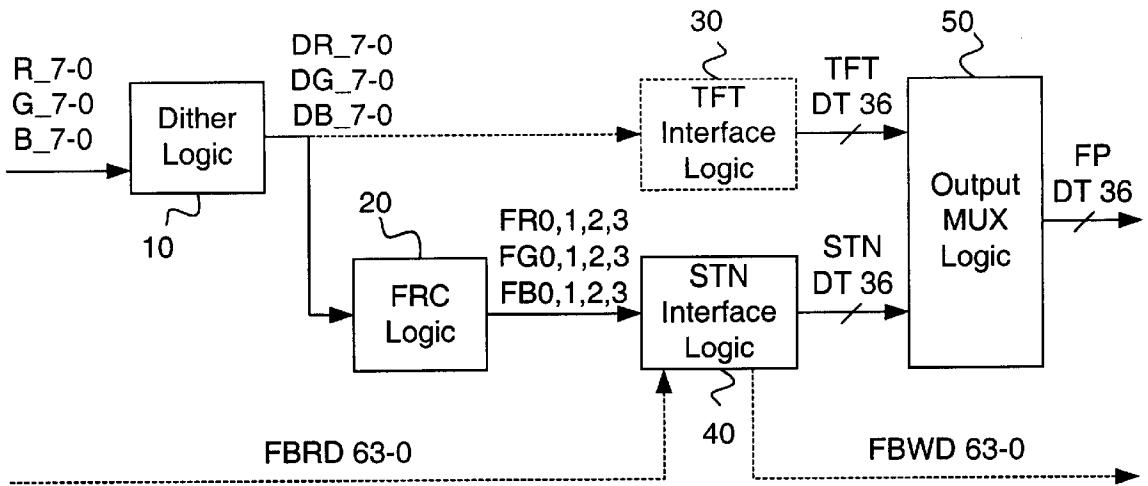 R_7-0
G_7-0
B_7-0
Dither
Logic
10
DR_7-0
DG_7-0
DB_7-0
20
FRC
Logic
FR0,1,2,3
FG0,1,2,3
FB0,1,2,3
30
TFT
Interface
Logic
TFT
DT 36
STN
Interface
Logic
40
STN
DT 36
50
Output
MUX
Logic
FP
DT 36
FBRD 63-0
FBWD 63-0